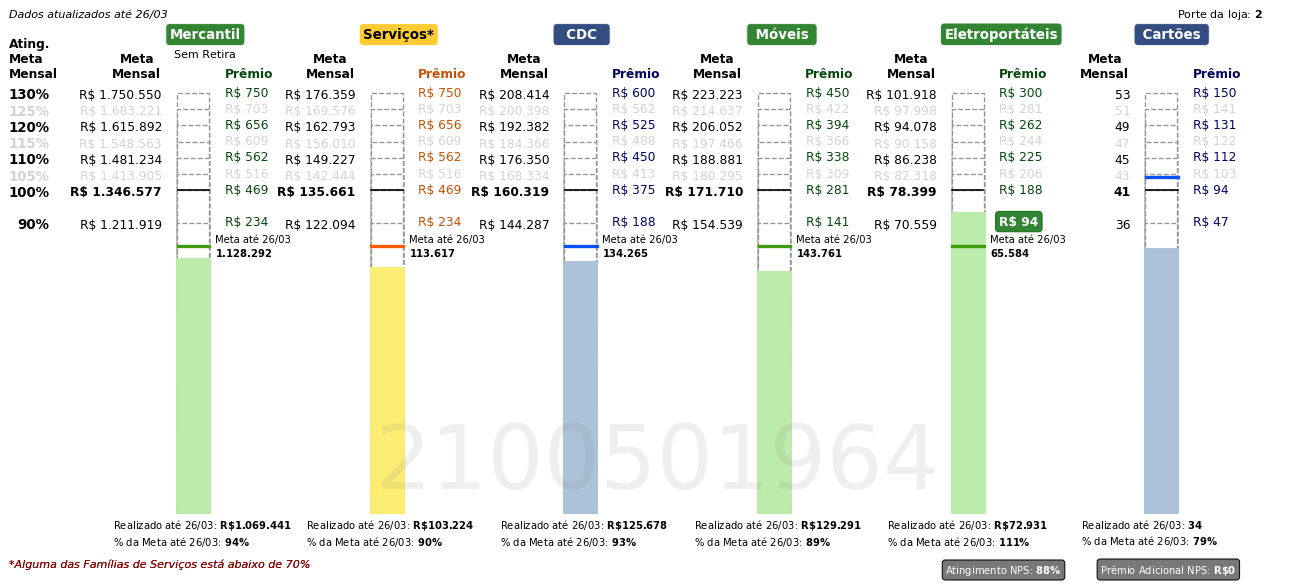 Dados atualizados até 26/03
Porte da loja: 2
Mercantil Serviços* CDC Móveis Eletroportáteis Cartões
Sem Retira
Ating. Meta Mensal
Meta Mensal Prêmio Meta Mensal Prêmio Meta Mensal Prêmio Meta Mensal Prêmio Meta Mensal Prêmio Meta Mensal Prêmio
130% R$ 1.750.550 R$ 750 R$ 176.359 R$ 750 R$ 208.414 R$ 600 R$ 223.223 R$ 450 R$ 101.918 R$ 300 53 R$ 150
125% R$ 1.683.221 R$ 703 R$ 169.576 R$ 703 R$ 200.398 R$ 562 R$ 214.637 R$ 422 R$ 97.998 R$ 281 51 R$ 141
120% R$ 1.615.892 R$ 656 R$ 162.793 R$ 656 R$ 192.382 R$ 525 R$ 206.052 R$ 394 R$ 94.078 R$ 262 49 R$ 131
115% R$ 1.548.563 R$ 609 R$ 156.010 R$ 609 R$ 184.366 R$ 488 R$ 197.466 R$ 366 R$ 90.158 R$ 244 47 R$ 122
110% R$ 1.481.234 R$ 562 R$ 149.227 R$ 562 R$ 176.350 R$ 450 R$ 188.881 R$ 338 R$ 86.238 R$ 225 45 R$ 112
105% R$ 1.413.905 R$ 516 R$ 142.444 R$ 516 R$ 168.334 R$ 413 R$ 180.295 R$ 309 R$ 82.318 R$ 206 43 R$ 103
100% R$ 1.346.577 R$ 469 R$ 135.661 R$ 469 R$ 160.319 R$ 375 R$ 171.710 R$ 281 R$ 78.399 R$ 188 41 R$ 94
90% R$ 1.211.919 R$ 234 R$ 122.094 R$ 234 R$ 144.287 R$ 188 R$ 154.539 R$ 141 R$ 70.559 R$ 94 36 R$ 47
Meta até 26/03 Meta até 26/03 Meta até 26/03 Meta até 26/03 Meta até 26/03
1.128.292 113.617 134.265 143.761 65.584
2100501964
Realizado até 26/03: R$1.069.441 Realizado até 26/03: R$103.224 Realizado até 26/03: R$125.678 Realizado até 26/03: R$129.291 Realizado até 26/03: R$72.931 Realizado até 26/03: 34
% da Meta até 26/03: 94% % da Meta até 26/03: 90% % da Meta até 26/03: 93% % da Meta até 26/03: 89% % da Meta até 26/03: 111% % da Meta até 26/03: 79%
*Alguma das Famílias de Serviços está abaixo de 70%
Atingimento NPS: 88% Prêmio Adicional NPS: R$0